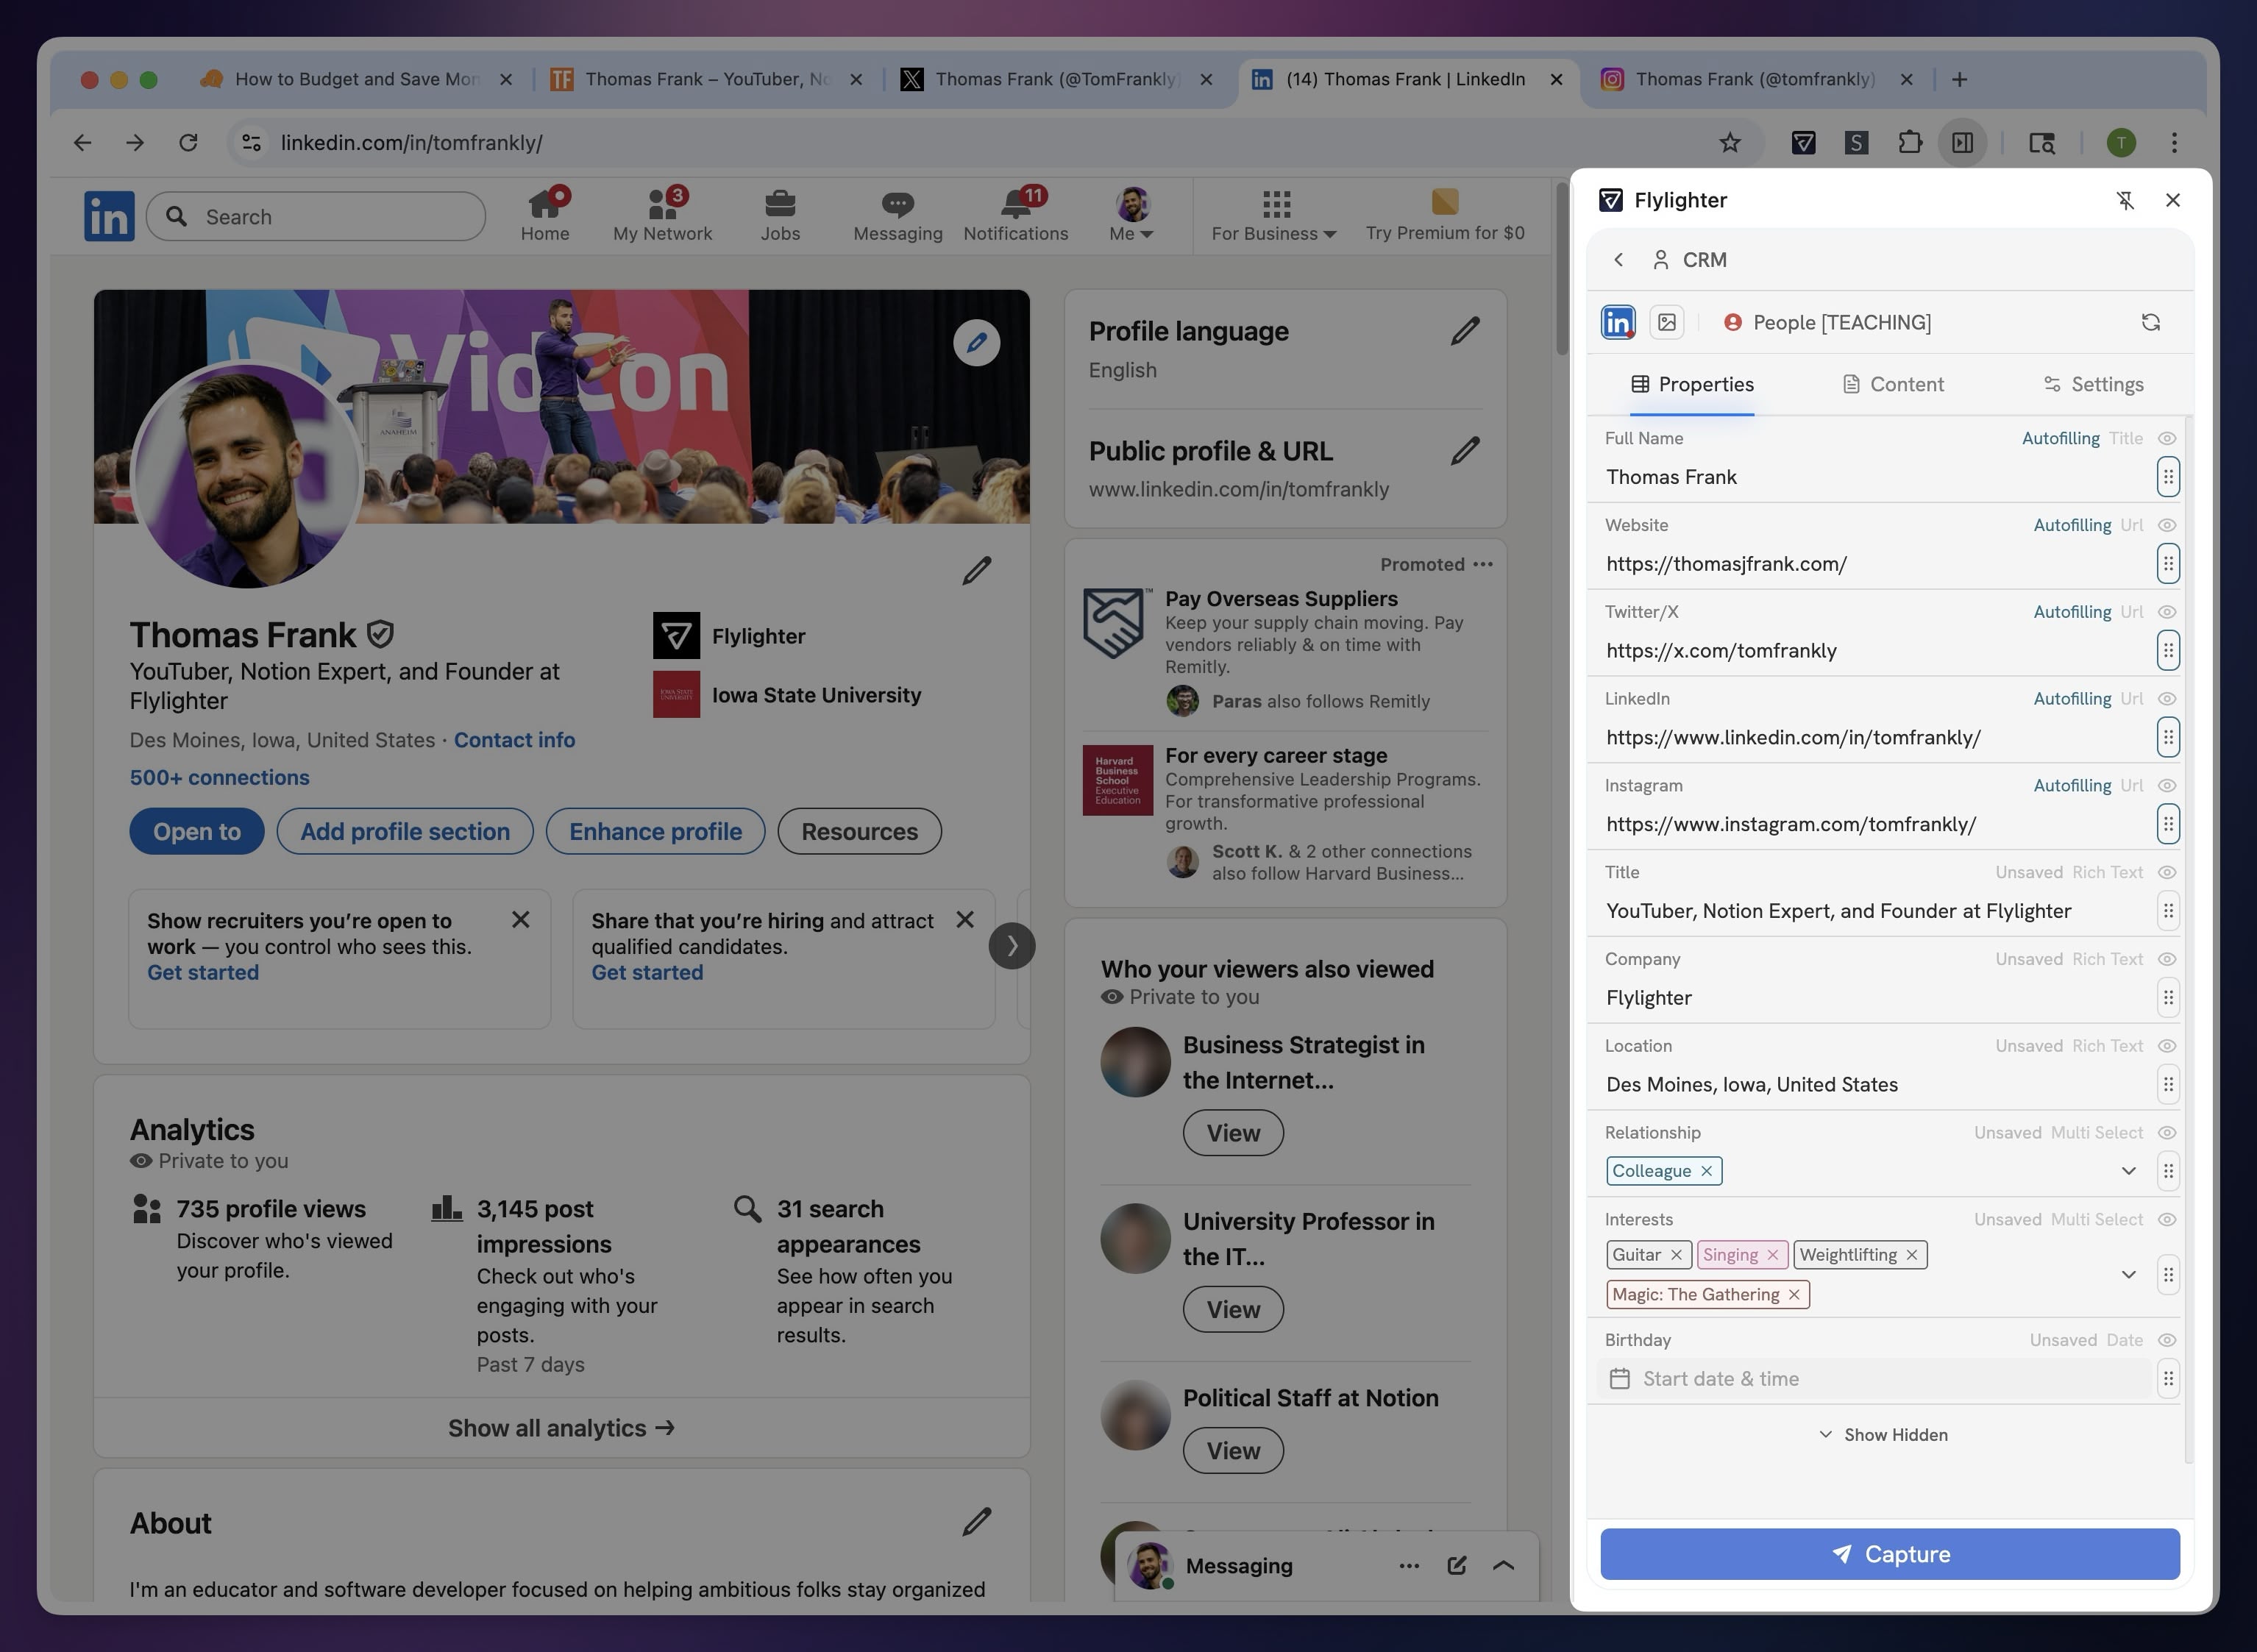 How to Budget and Save Mon
Thomas Frank – YouTuber, No
Thomas Frank (@TomFrankly)
(14) Thomas Frank | LinkedIn
Thomas Frank (@tomfrankly)
linkedin.com/in/tomfrankly/
S
T
in
Search
Home
3
My Network
Jobs
Messaging
11
Notifications
Me
For Business
Try Premium for $0
VidCon
ANAHEIM
Thomas Frank
YouTuber, Notion Expert, and Founder at
Flylighter
Des Moines, Iowa, United States · Contact info
500+ connections
Flylighter
IOWA STATE
UNIVERSITY
Iowa State University
Open to
Add profile section
Enhance profile
Resources
Show recruiters you're open to
work — you control who sees this.
Get started
Share that you're hiring and attract
qualified candidates.
Get started
Analytics
Private to you
735 profile views
Discover who's viewed
your profile.
3,145 post
impressions
Check out who's
engaging with your
posts.
Past 7 days
31 search
appearances
See how often you
appear in search
results.
Show all analytics →
About
I'm an educator and software developer focused on helping ambitious folks stay organized
Profile language
English
Public profile & URL
www.linkedin.com/in/tomfrankly
Promoted
Pay Overseas Suppliers
Keep your supply chain moving. Pay
vendors reliably & on time with
Remitly.
Paras also follows Remitly
Harvard
Business
School
Executive
Education
For every career stage
Comprehensive Leadership Programs.
For transformative professional
growth.
Scott K. & 2 other connections
also follow Harvard Business...
Who your viewers also viewed
Private to you
Business Strategist in
the Internet...
View
University Professor in
the IT...
View
Political Staff at Notion
View
Messaging
Flylighter
CRM
in
People [TEACHING]
Properties
Content
Settings
Full Name
Autofilling Title
Thomas Frank
Website
Autofilling Url
https://thomasjfrank.com/
Twitter/X
Autofilling Url
https://x.com/tomfrankly
LinkedIn
Autofilling Url
https://www.linkedin.com/in/tomfrankly/
Instagram
Autofilling Url
https://www.instagram.com/tomfrankly/
Title
Unsaved Rich Text
YouTuber, Notion Expert, and Founder at Flylighter
Company
Unsaved Rich Text
Flylighter
Location
Unsaved Rich Text
Des Moines, Iowa, United States
Relationship
Unsaved Multi Select
Colleague
Interests
Unsaved Multi Select
Guitar
Singing
Weightlifting
Magic: The Gathering
Birthday
Unsaved Date
Start date & time
Show Hidden
Capture